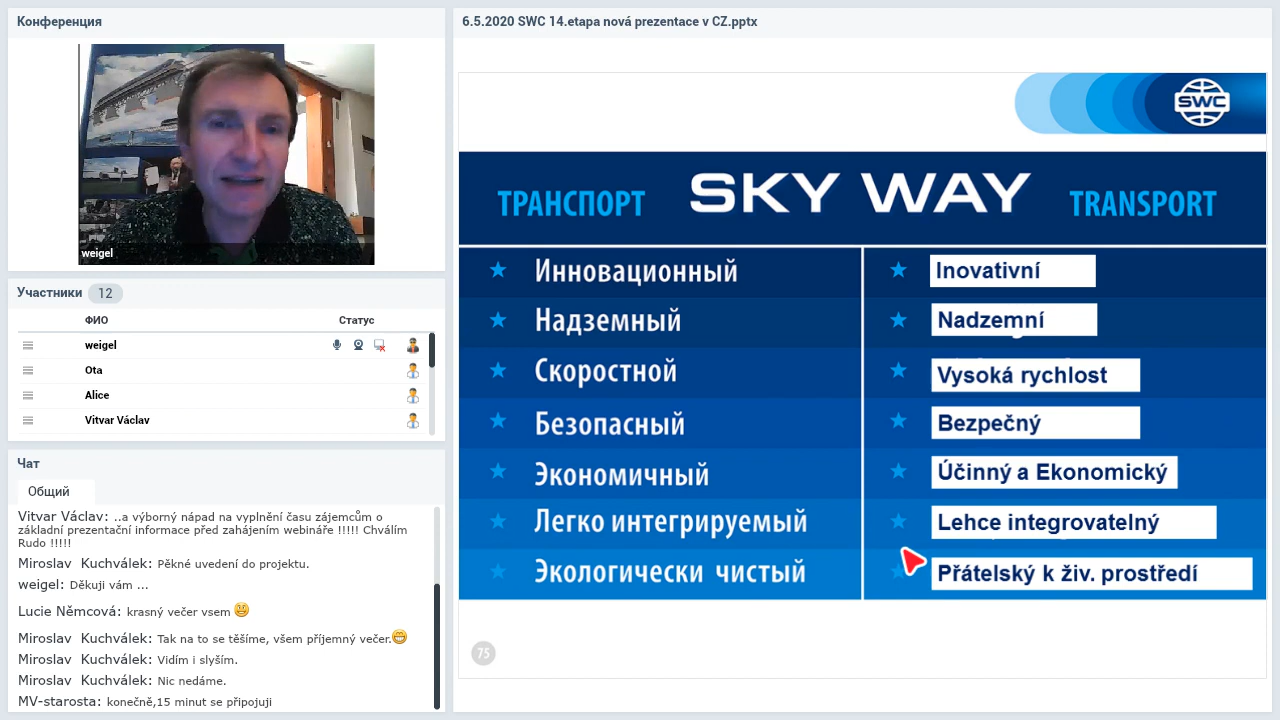 Конференция
weigel
Участники 12
ФИО Статус
weigel
Ota
Alice
Vitvar Václav
Чат
Общий
Vitvar Václav: ..a výborný nápad na vyplnění času zájemcům o
základní prezentační informace před zahájením webináře !!!!! Chválím
Rudo !!!!!
Miroslav Kuchválek: Pěkné uvedení do projektu.
weigel: Děkuji vám ...
Lucie Němcová: krasný večer vsem
Miroslav Kuchválek: Tak na to se těšíme, všem příjemný večer.
Miroslav Kuchválek: Vidím i slyším.
Miroslav Kuchválek: Nic nedáme.
MV-starosta: konečně,15 minut se připojuji
6.5.2020 SWC 14.etapa nová prezentace v CZ.pptx
SWC
ТРАНСПОРТ SKY WAY TRANSPORT
Инновационный Inovativní
Надземный Nadzemní
Скоростной Vysoká rychlost
Безопасный Bezpečný
Экономичный Účinný a Ekonomický
Легко интегрируемый Lehce integrovatelný
Экологически чистый Přátelský k živ. prostředí
75